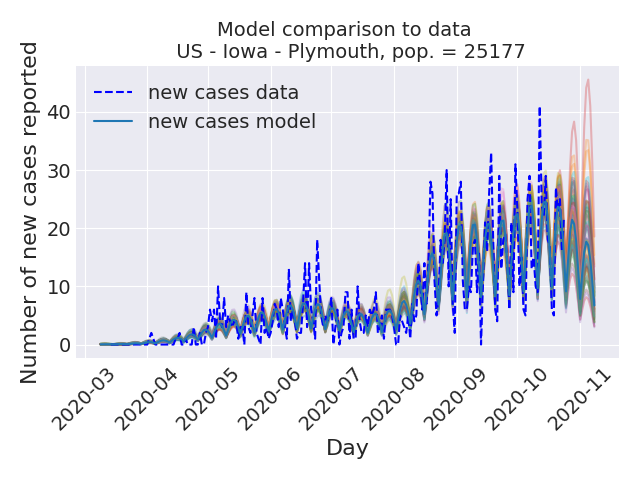 Model comparison to data
US - Iowa - Plymouth, pop. = 25177
Number of new cases reported
40
30
20
10
0
new cases data
new cases model
2020-03
2020-04
2020-05
2020-06
2020-07
2020-08
2020-09
2020-10
2020-11
Day